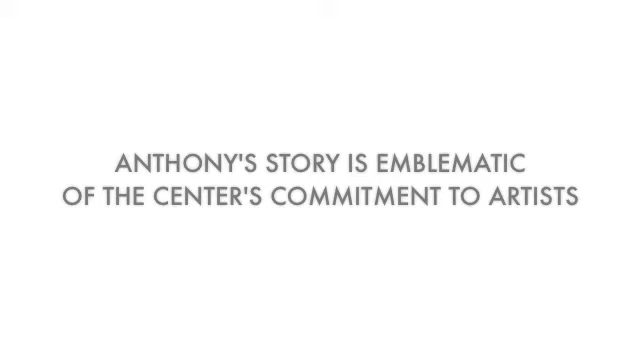 ANTHONY'S STORY IS EMBLEMATIC
OF THE CENTER'S COMMITMENT TO ARTISTS